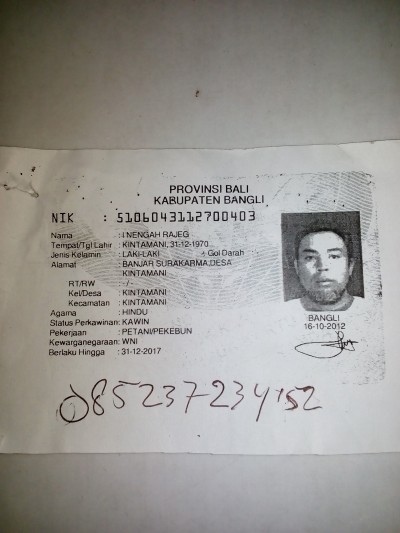 PROVINSI BALI
KABUPATEN BANGLI
NIK : 5106043112700403
Nama : I NENGAH RAJEG
Tempat/Tgl Lahir : KINTAMANI, 31-12-1970
Jenis Kelamin : LAKI-LAKI Gol Darah
Alamat : BANJAR SURAKARMA,DESA
KINTAMANI
RT/RW : -/-
Kel/Desa : KINTAMANI
Kecamatan : KINTAMANI
Agama : HINDU
Status Perkawinan: KAWIN
Pekerjaan : PETANI/PEKEBUN
Kewarganegaraan: WNI
Berlaku Hingga : 31-12-2017
BANGLI
16-10-2012
085237234152